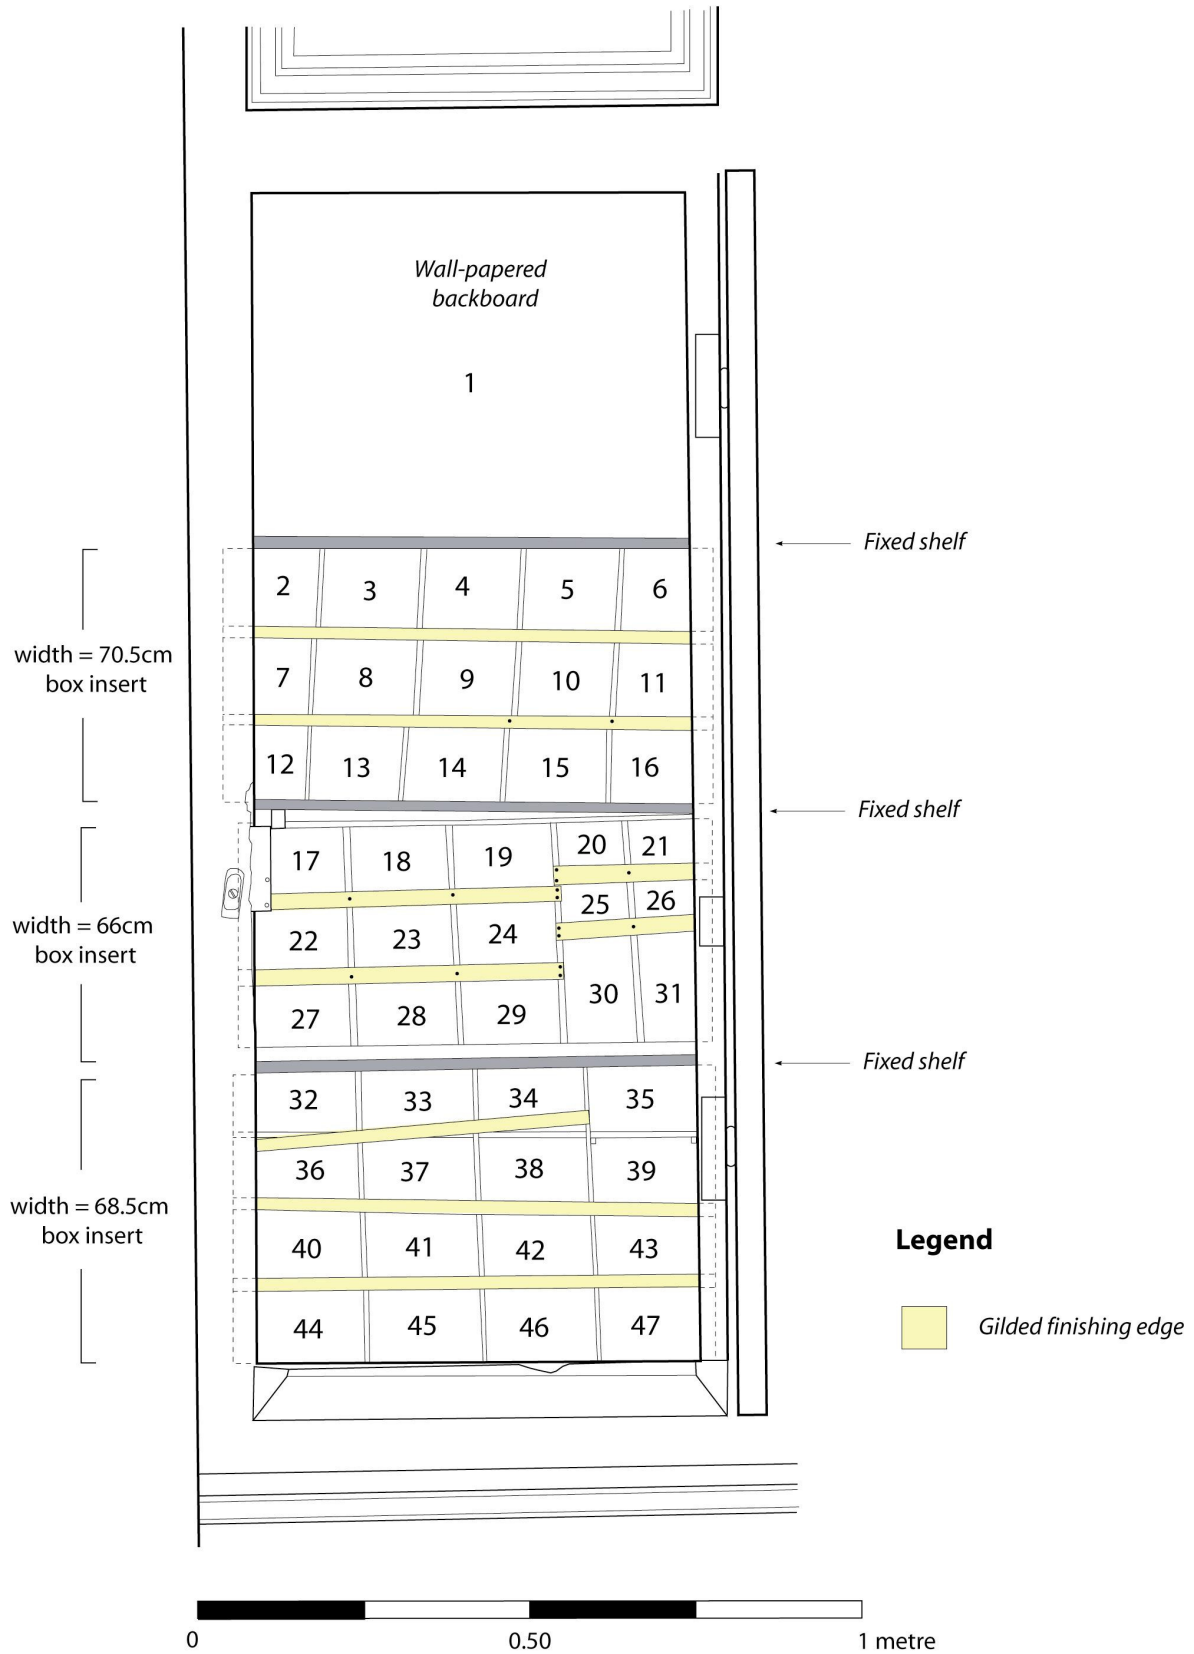 Wall-papered
backboard
1
Fixed shelf
2 3 4 5 6
width = 70.5cm
box insert
7 8 9 10 11
12 13 14 15 16
Fixed shelf
17 18 19 20 21
width = 66cm
box insert
22 23 24 25 26
27 28 29 30 31
Fixed shelf
32 33 34 35
36 37 38 39
width = 68.5cm
box insert
40 41 42 43
44 45 46 47
Legend
Gilded finishing edge
0 0.50 1 metre